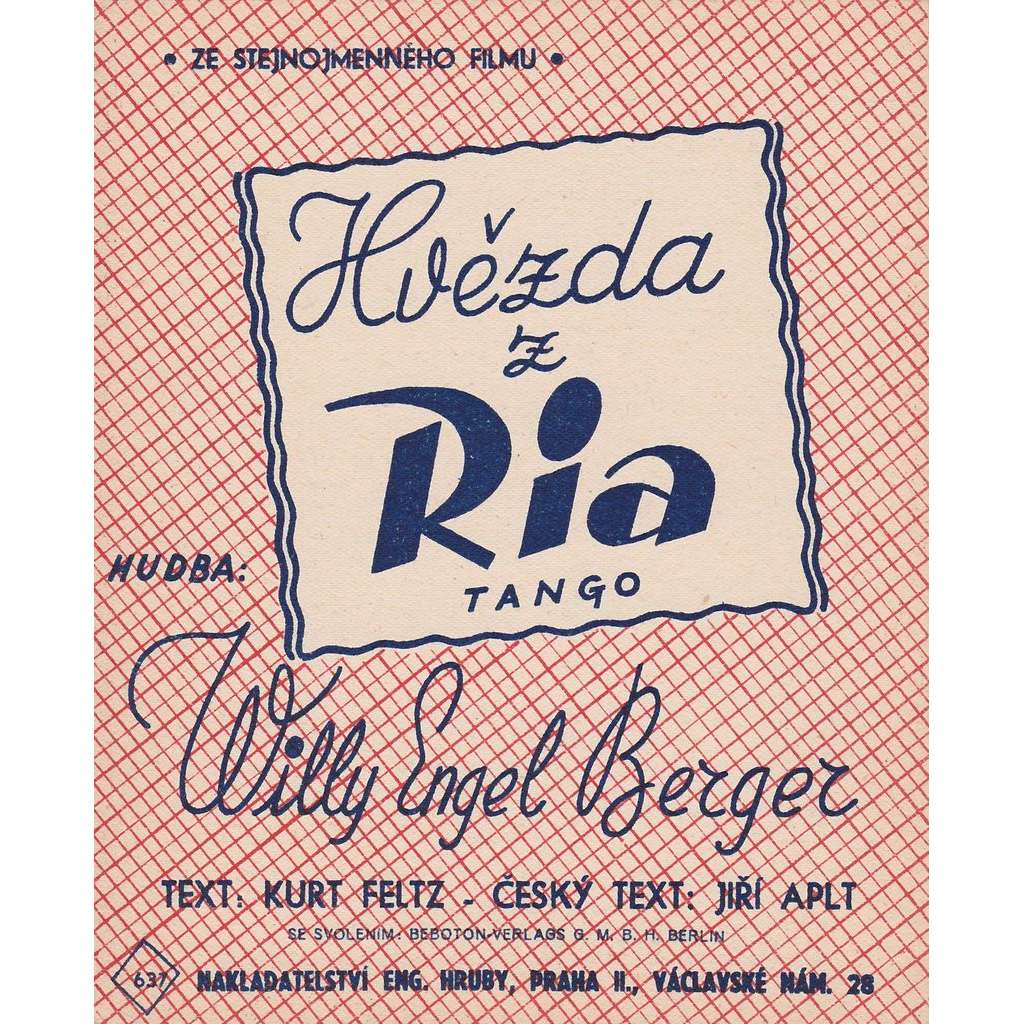 • ZE STEJNOJMENNÉHO FILMU •
Hvězda
z
Ria
TANGO
HUDBA:
Willy Engel Berger
TEXT: KURT FELTZ - ČESKÝ TEXT: JIŘÍ APLT
SE SVOLENÍM: BEBOTON-VERLAGS G. M. B. H. BERLIN
637 NAKLADATELSTVÍ ENG. HRUBY, PRAHA II., VÁCLAVSKÉ NÁM. 28